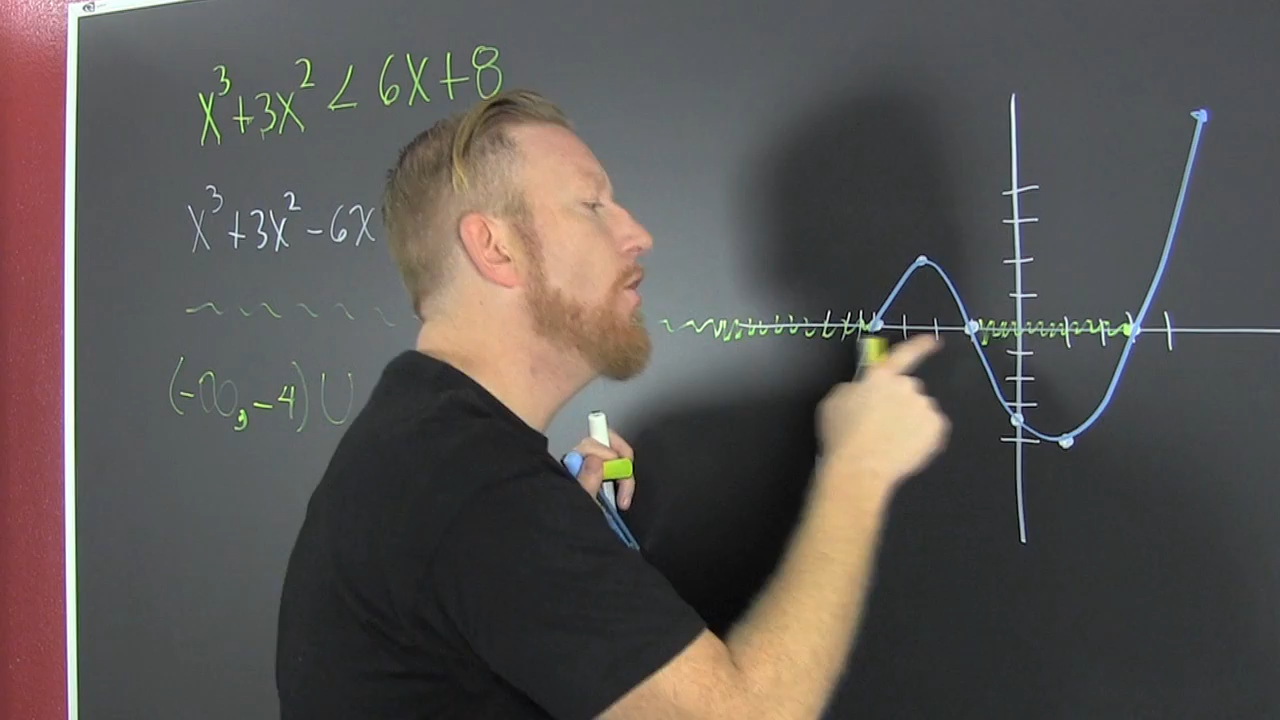 x³+3x² < 6x+8
x³+3x²-6x
(-∞,-4)∪